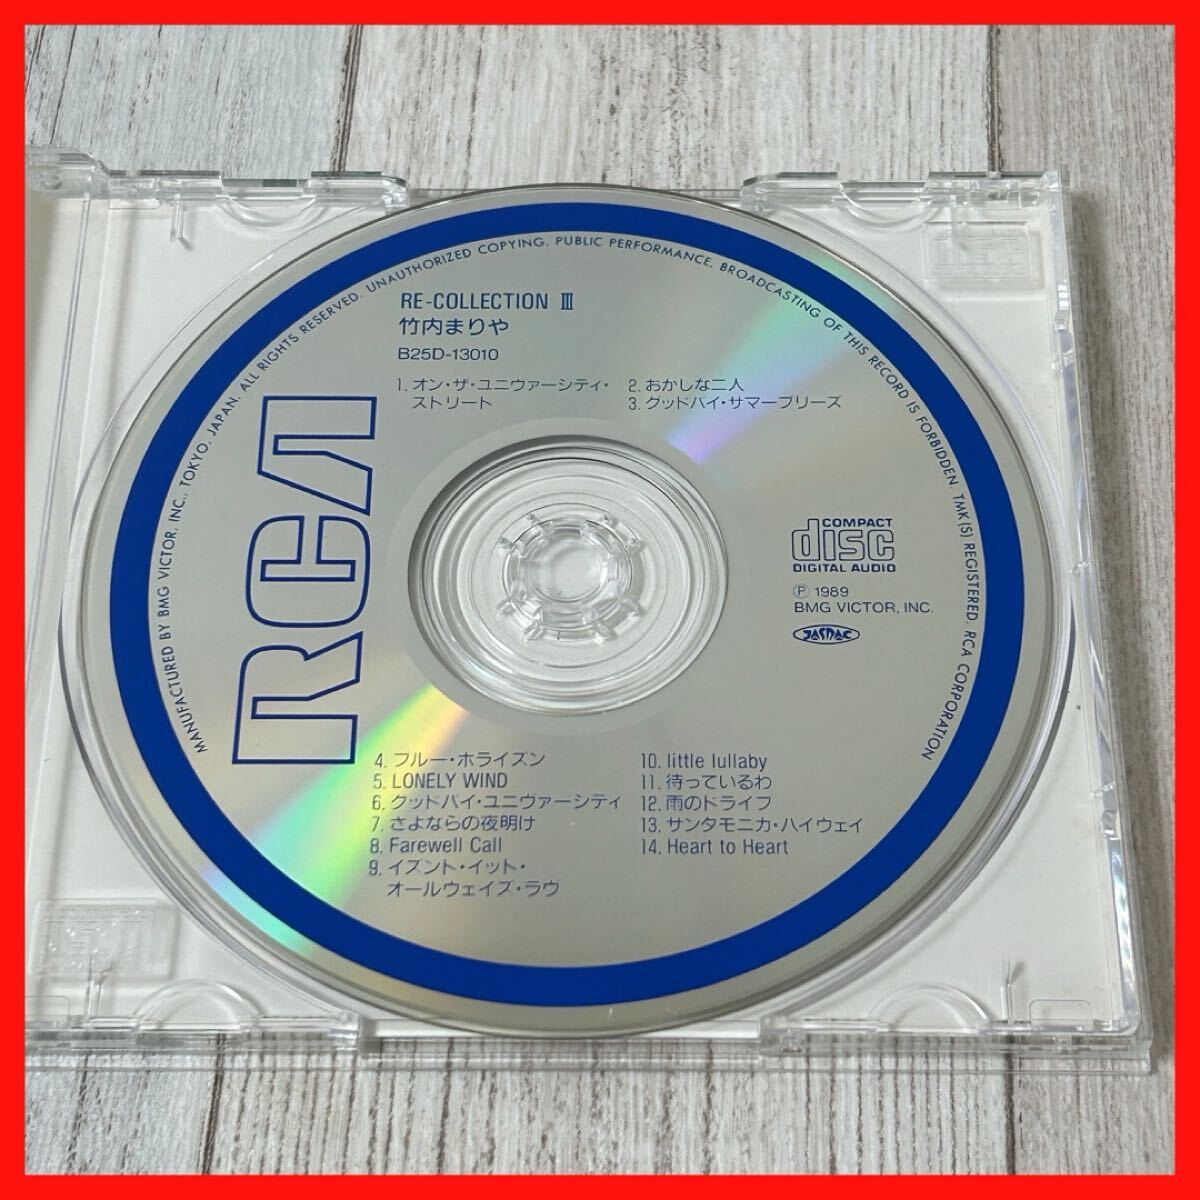 RE-COLLECTION Ⅲ
竹内まりや
B25D-13010
1. オン・ザ・ユニヴァーシティ・
ストリート
2. おかしな二人
3. グッドバイ・サマーブリーズ
RCA
COMPACT
disc
DIGITAL AUDIO
Ⓟ 1989
BMG VICTOR, INC.
JASRAC
4. ブルー・ホライズン
5. LONELY WIND
6. グッドバイ・ユニヴァーシティ
7. さよならの夜明け
8. Farewell Call
9. イズント・イット・
オールウェイズ・ラヴ
10. little lullaby
11. 待っているわ
12. 雨のドライブ
13. サンタモニカ・ハイウェイ
14. Heart to Heart
MANUFACTURED BY BMG VICTOR, INC., TOKYO, JAPAN. ALL RIGHTS RESERVED. UNAUTHORIZED COPYING, PUBLIC PERFORMANCE, BROADCASTING OF THIS RECORD IS FORBIDDEN. TMK(S) REGISTERED. RCA CORPORATION